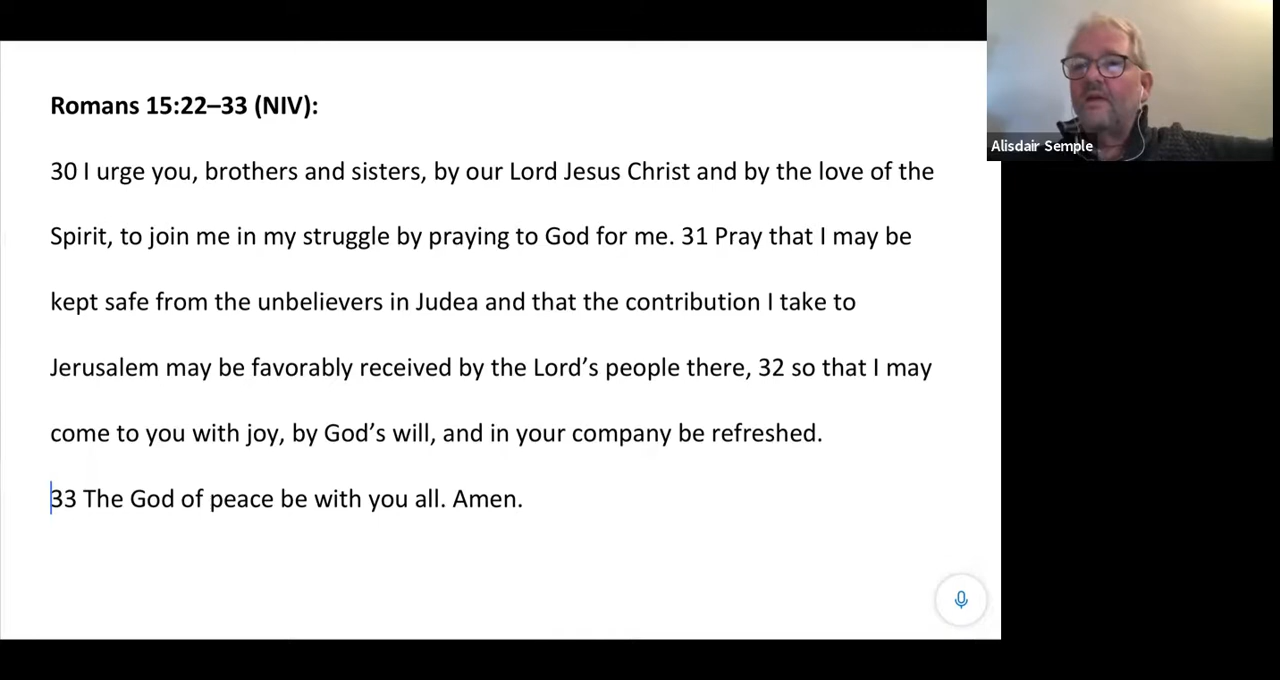 Romans 15:22–33 (NIV):
30 I urge you, brothers and sisters, by our Lord Jesus Christ and by the love of the
Spirit, to join me in my struggle by praying to God for me. 31 Pray that I may be
kept safe from the unbelievers in Judea and that the contribution I take to
Jerusalem may be favorably received by the Lord’s people there, 32 so that I may
come to you with joy, by God’s will, and in your company be refreshed.
33 The God of peace be with you all. Amen.
Alisdair Semple